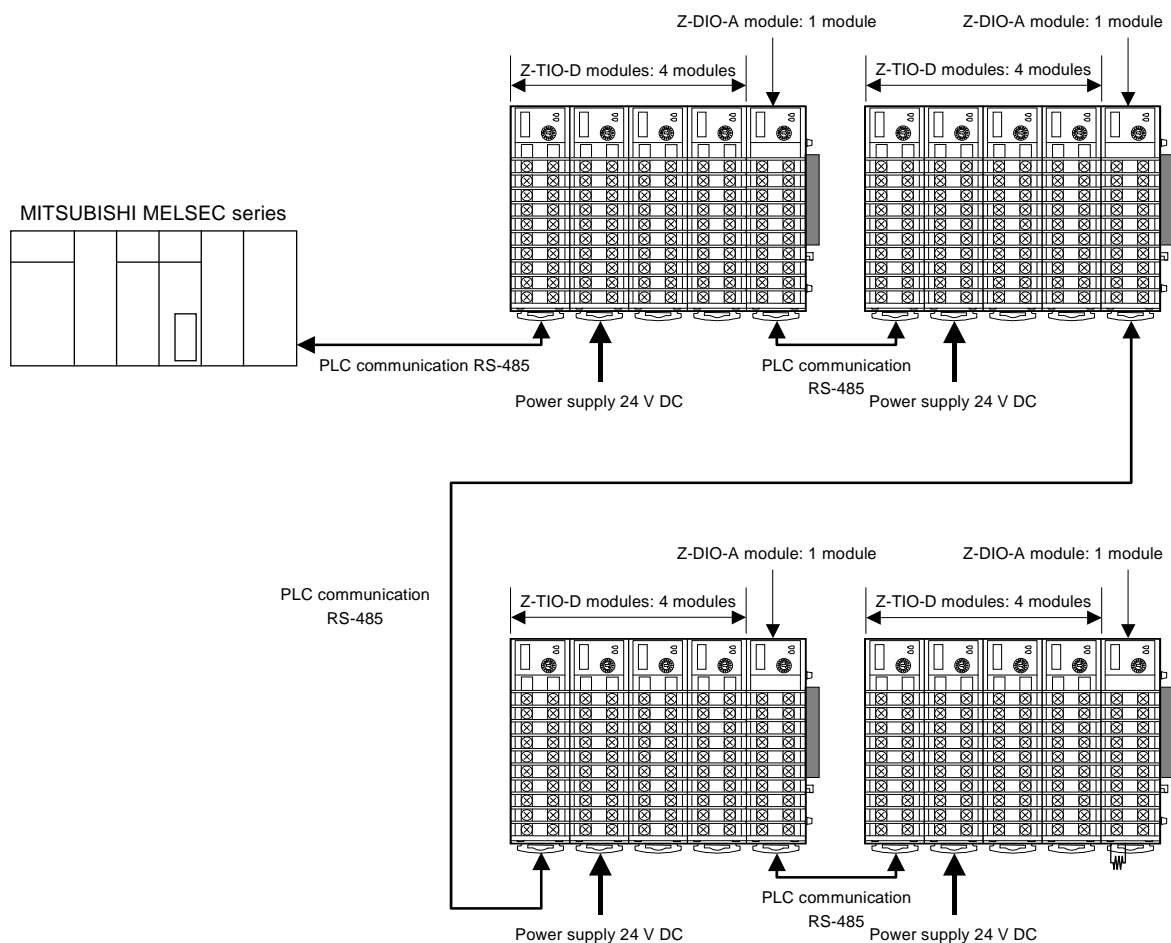 Z-DIO-A module: 1 module
Z-DIO-A module: 1 module
Z-TIO-D modules: 4 modules
Z-TIO-D modules: 4 modules
MITSUBISHI MELSEC series
PLC communication RS-485
PLC communication
RS-485
Power supply 24 V DC
Power supply 24 V DC
Z-DIO-A module: 1 module
Z-DIO-A module: 1 module
PLC communication
RS-485
Z-TIO-D modules: 4 modules
Z-TIO-D modules: 4 modules
PLC communication
RS-485
Power supply 24 V DC
Power supply 24 V DC